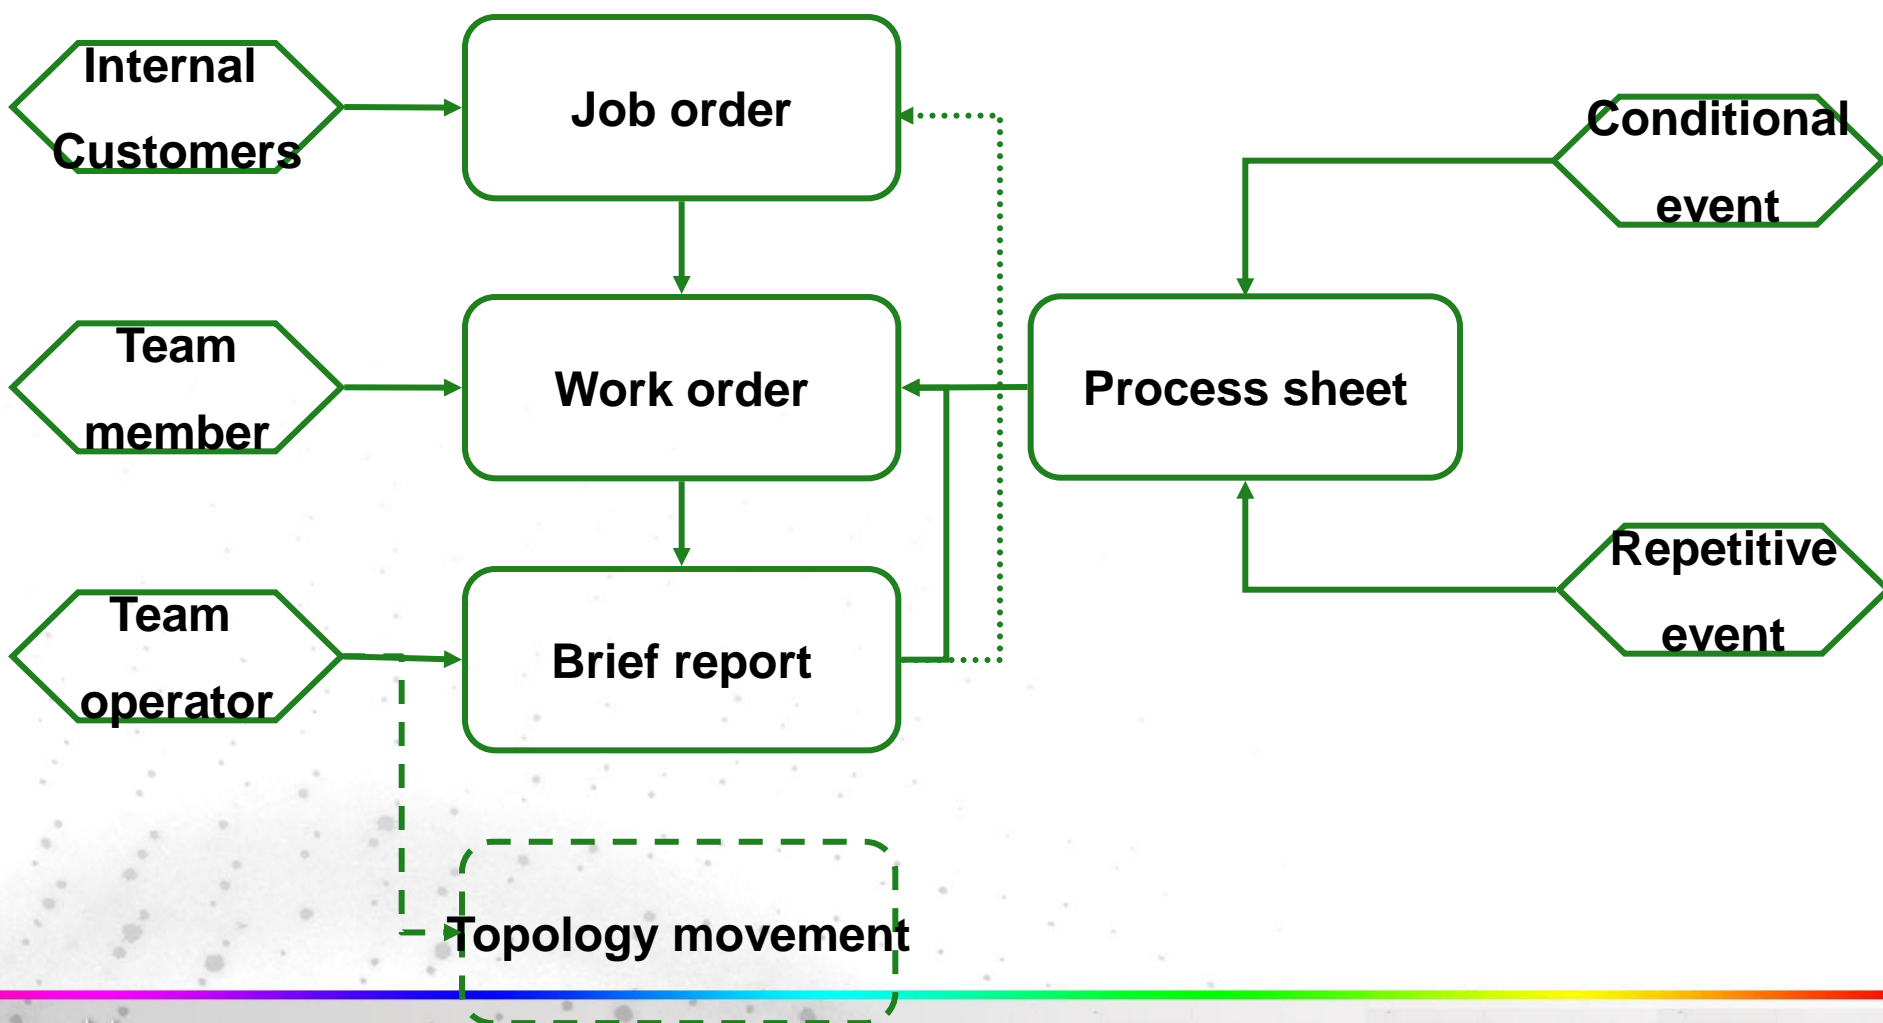 Internal
Customers
Job order
Conditional
event
Team
member
Work order
Process sheet
Team
operator
Brief report
Repetitive
event
Topology movement